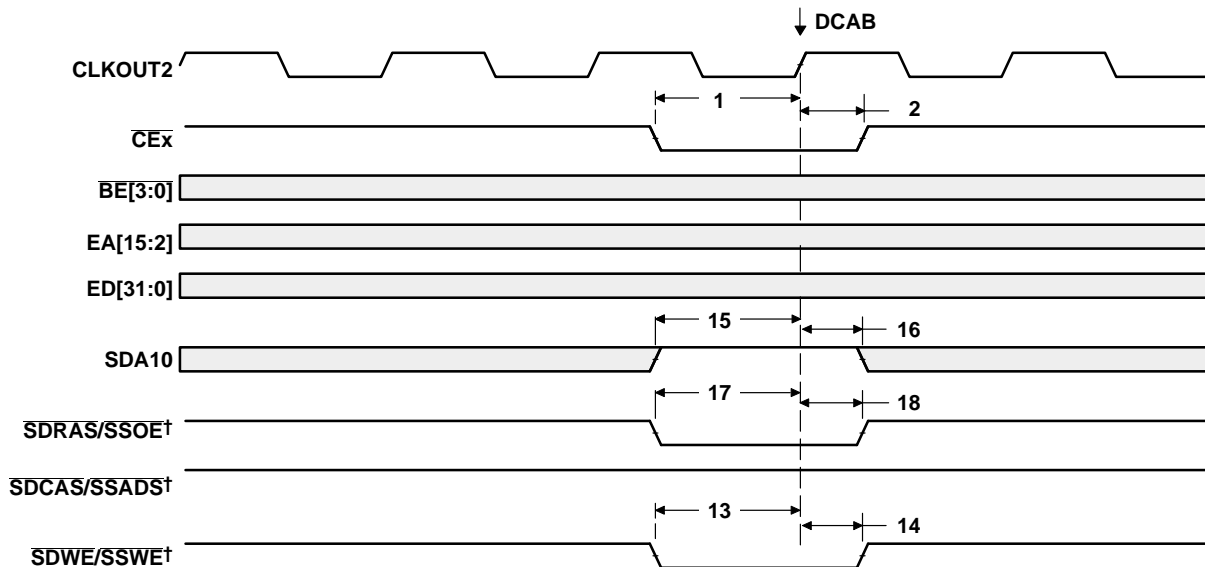 DCAB
CLKOUT2
1
2
CEx
BE[3:0]
EA[15:2]
ED[31:0]
15
16
SDA10
17
18
SDRAS/SSOE†
SDCAS/SSADS†
13
14
SDWE/SSWE†